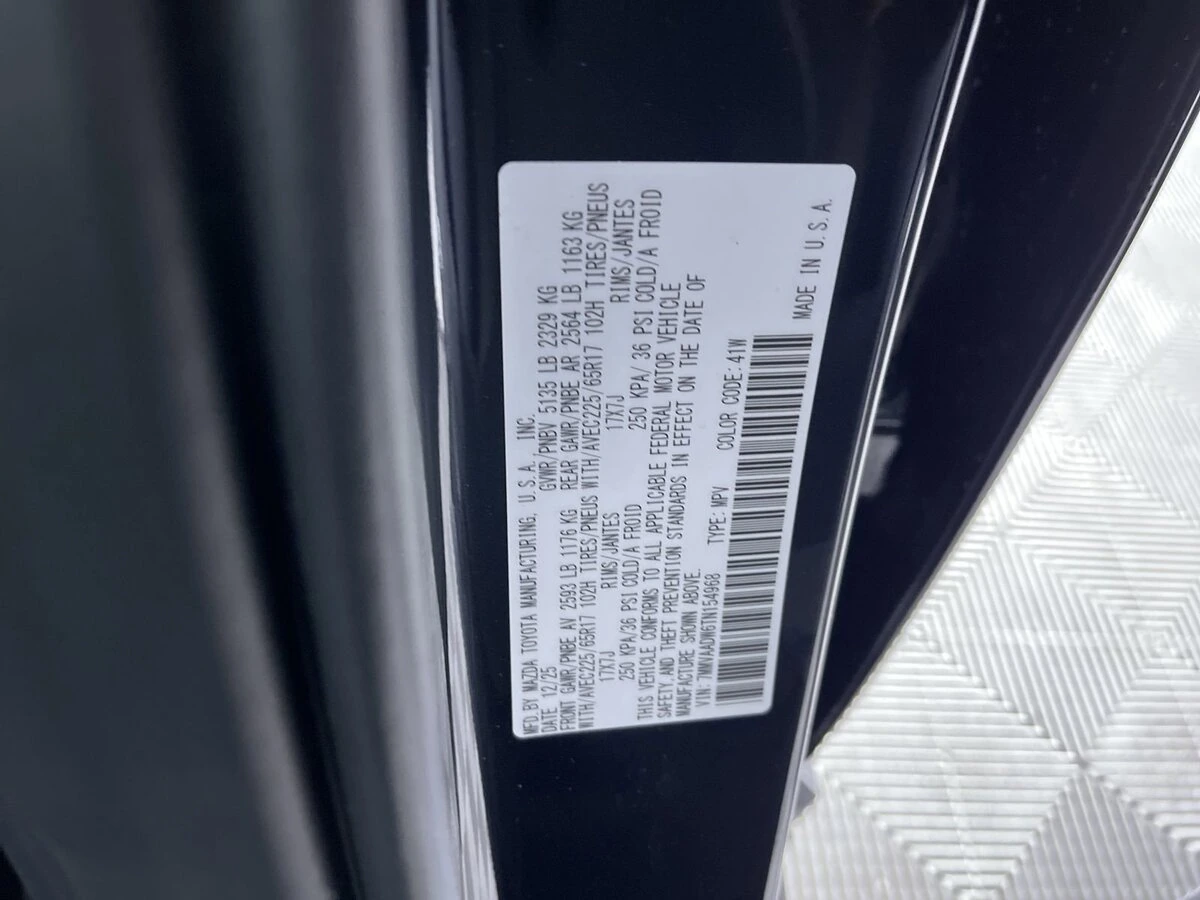 MFD.BY MAZDA TOYOTA MANUFACTURING, U.S.A. INC.
DATE 12/25 GVWR/PNBV 5135 LB 2329 KG
FRONT GAWR/PNBE AV 2593 LB 1176 KG REAR GAWR/PNBE AR 2564 LB 1163 KG
WITH/AVEC225/65R17 102H TIRES/PNEUS WITH/AVEC225/65R17 102H TIRES/PNEUS
17X7J RIMS/JANTES 17X7J RIMS/JANTES
250 KPA/36 PSI COLD/A FROID 250 KPA/ 36 PSI COLD/A FROID
THIS VEHICLE CONFORMS TO ALL APPLICABLE FEDERAL MOTOR VEHICLE
SAFETY,AND THEFT PREVENTION STANDARDS IN EFFECT ON THE DATE OF
MANUFACTURE SHOWN ABOVE.
VIN:7MMVAADW6TN154968 TYPE: MPV COLOR CODE: 41W
MADE IN U.S.A.